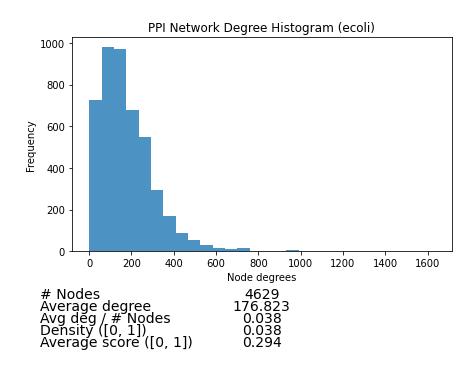 PPI Network Degree Histogram (ecoli)
1000
800
600
400
200
0
Frequency
0 200 400 600 800 1000 1200 1400 1600
Node degrees
# Nodes 4629
Average degree 176.823
Avg deg / # Nodes 0.038
Density ([0, 1]) 0.038
Average score ([0, 1]) 0.294